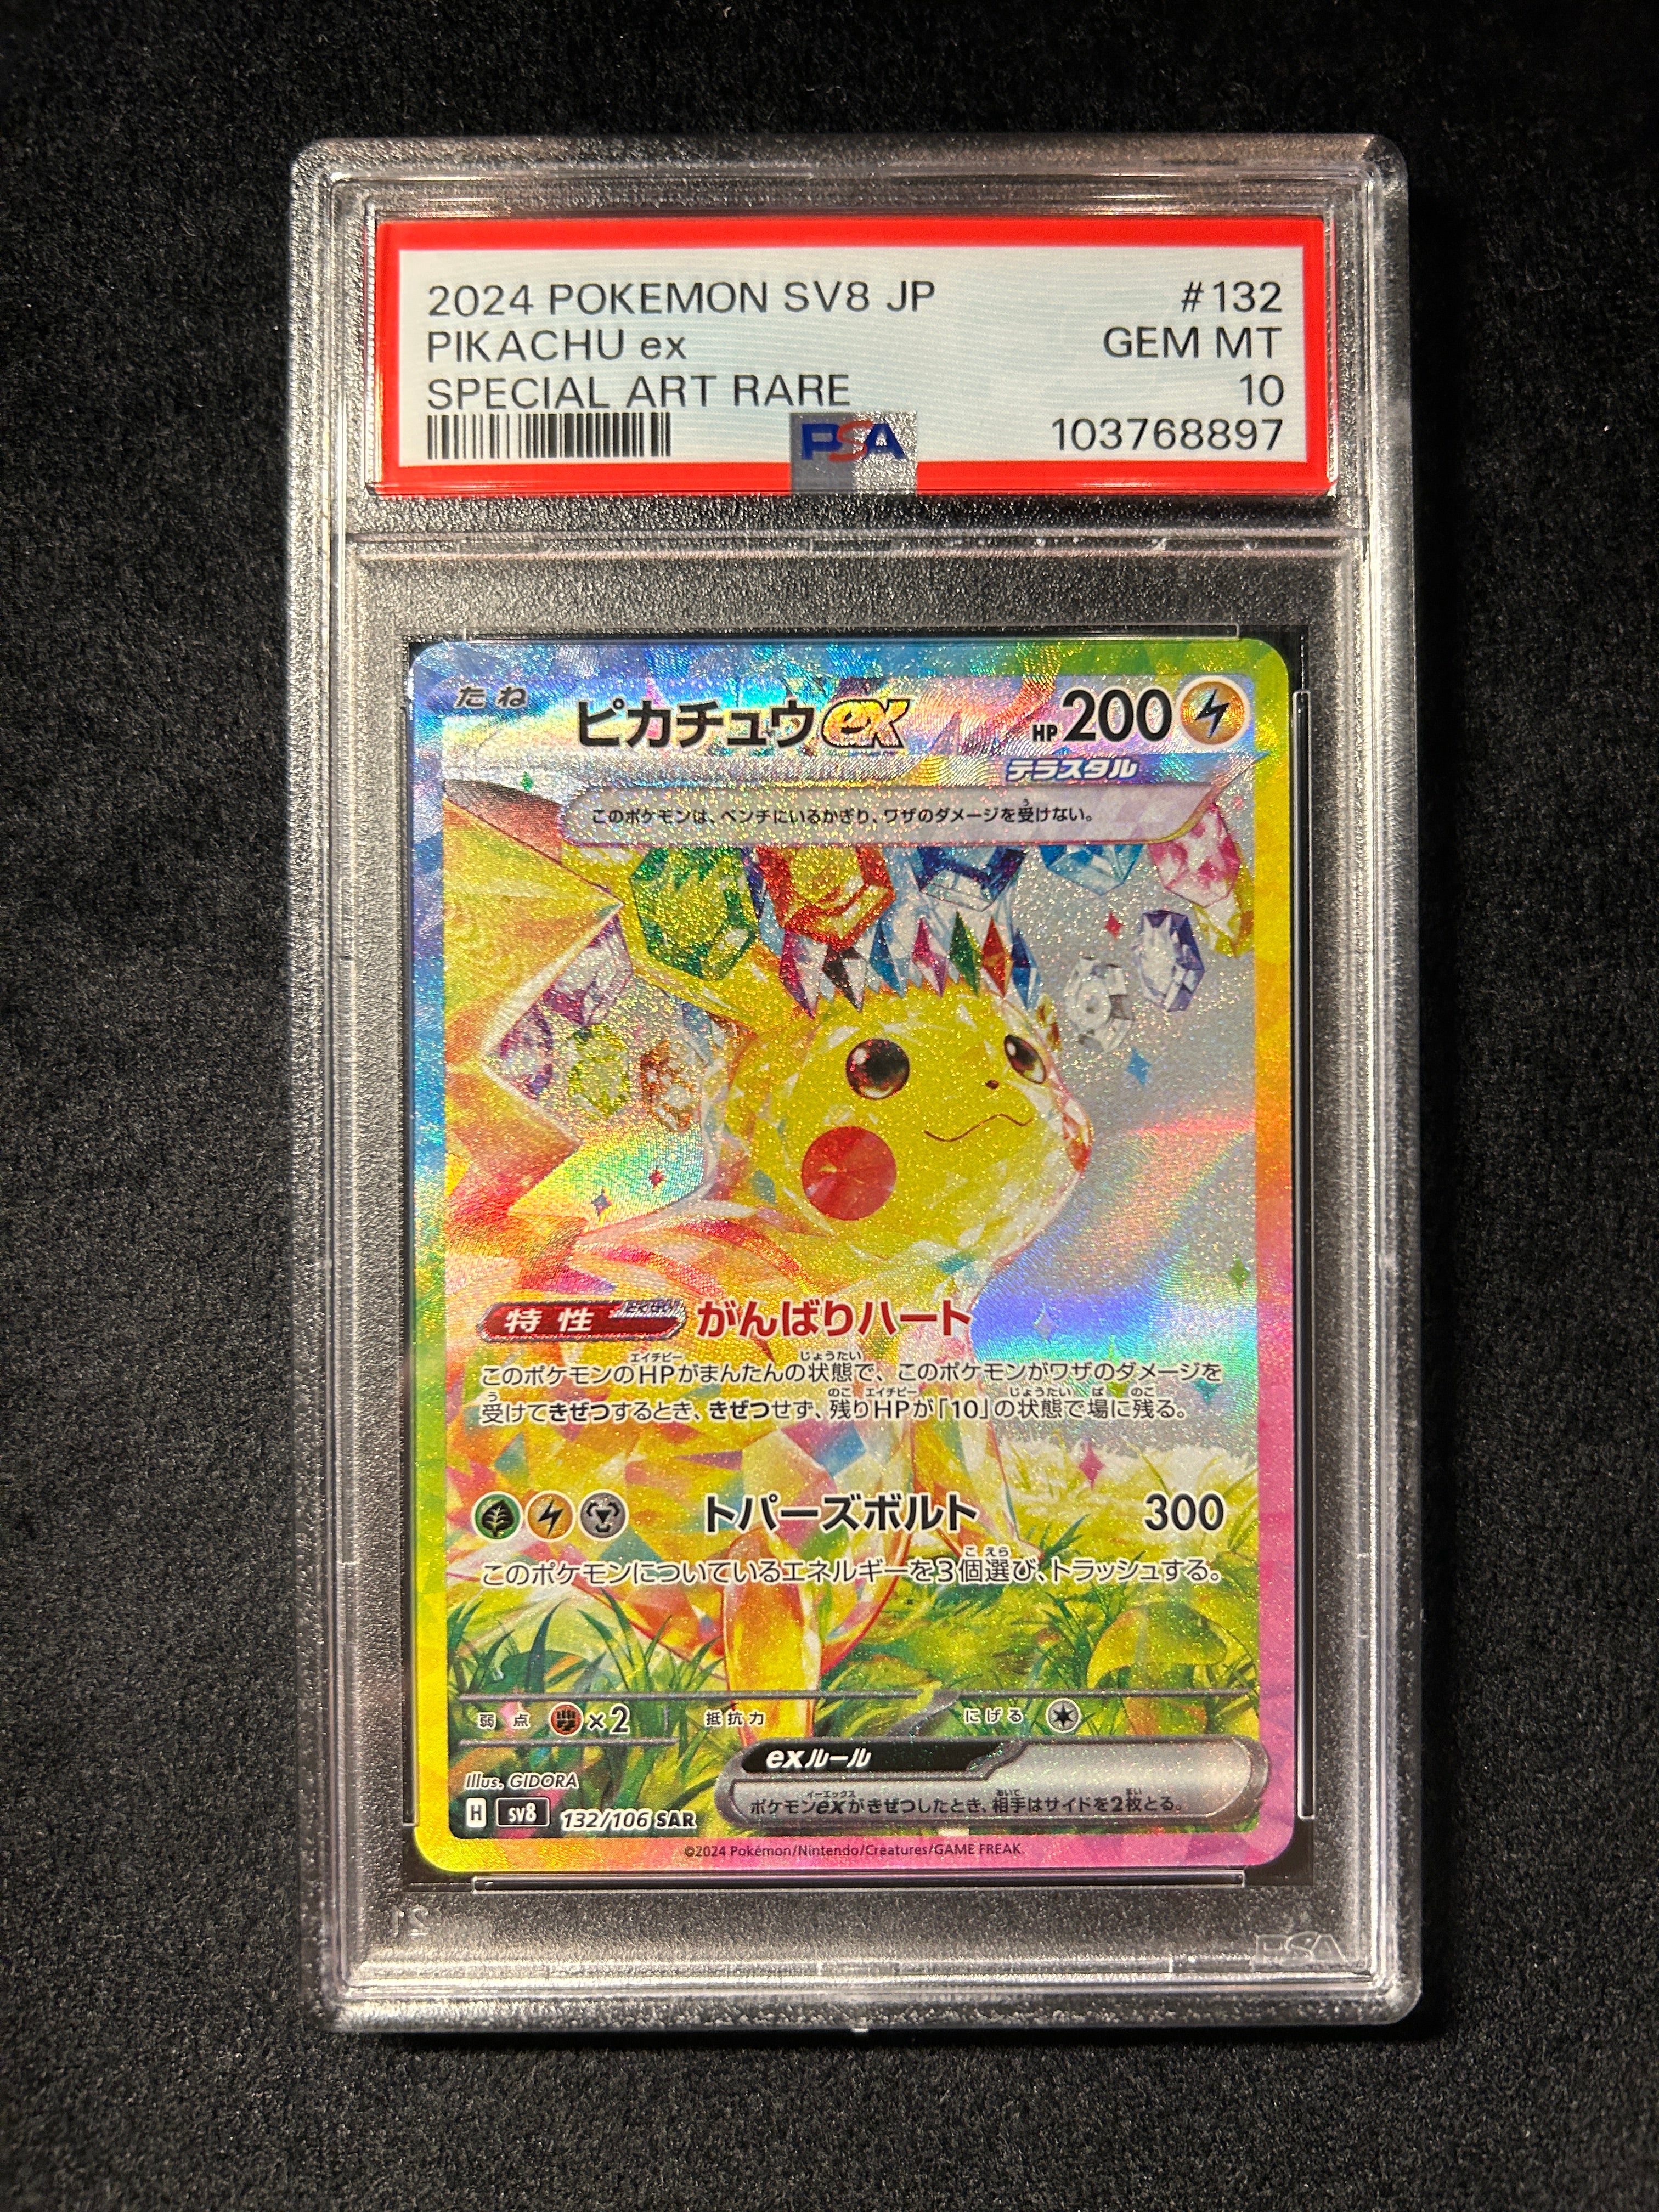 2024 POKEMON SV8 JP #132
PIKACHU ex GEM MT
SPECIAL ART RARE 10
PSA 103768897
たね ピカチュウex HP200
テラスタル
このポケモンは、ベンチにいるかぎり、ワザのダメージを受けない。
特性 がんばりハート
このポケモンのHPがまんたんの状態で、このポケモンがワザのダメージを
受けてきぜつするとき、きぜつせず、残りHPが「10」の状態で場に残る。
トパーズボルト 300
このポケモンについているエネルギーを3個選び、トラッシュする。
弱点 ×2 抵抗力 にげる
exルール
ポケモンexがきぜつしたとき、相手はサイドを2枚とる。
Illus. GIDORA
H sv8 132/106 SAR
©2024 Pokémon/Nintendo/Creatures/GAME FREAK.
PSA